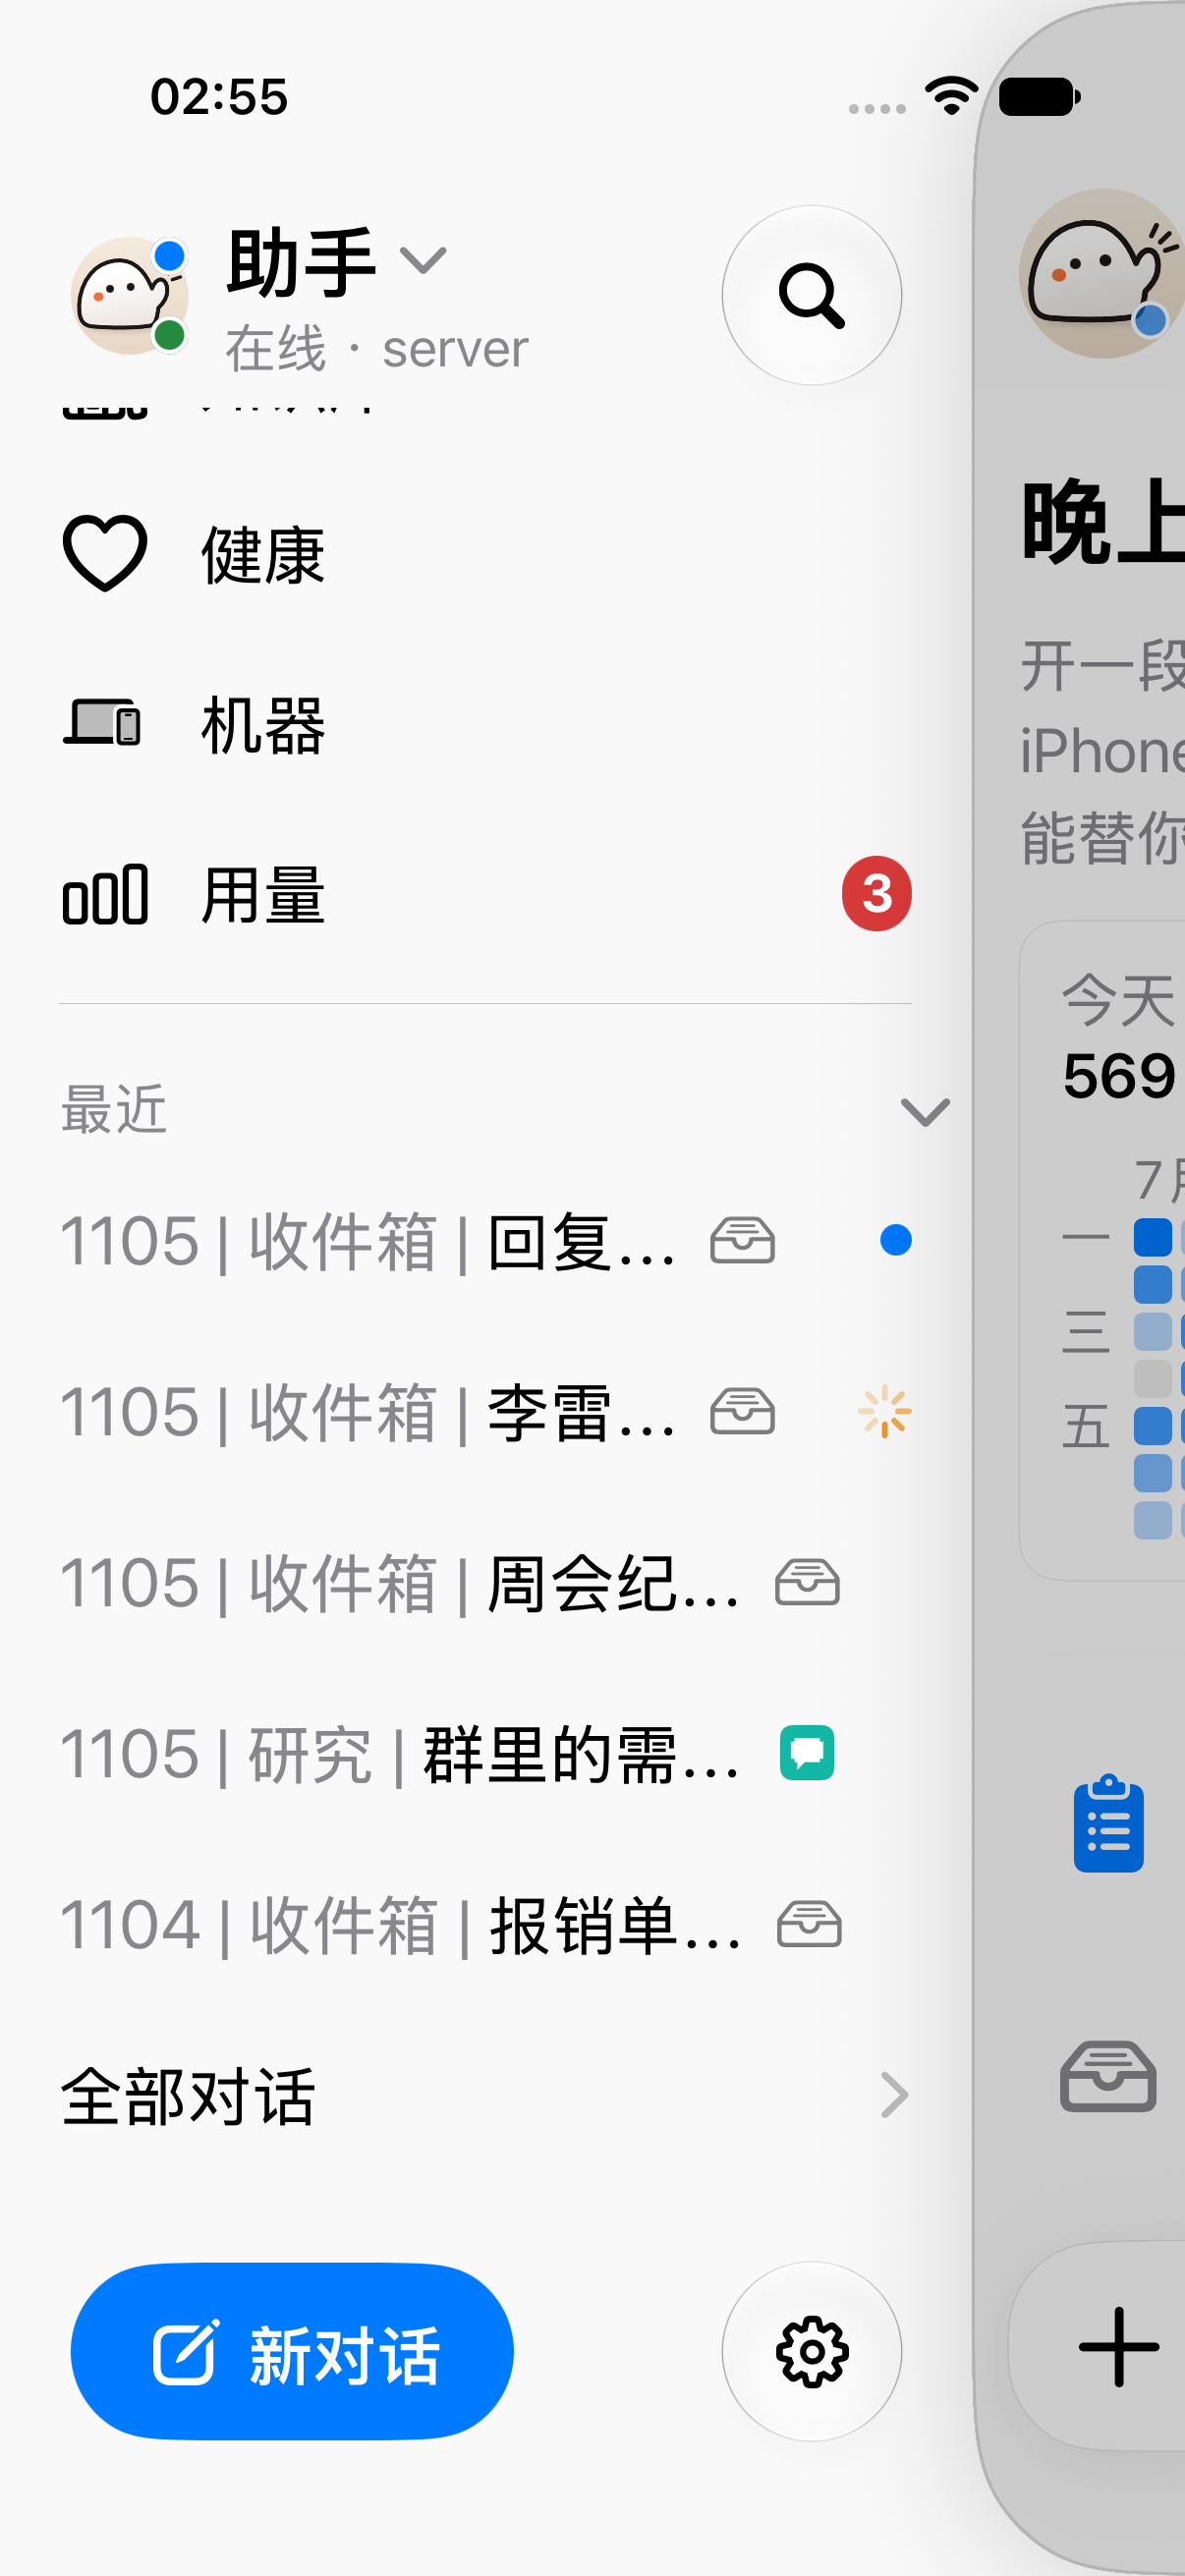 02:55
助手
在线 · server
健康
机器
用量
3
最近
1105 | 收件箱 | 回复...
1105 | 收件箱 | 李雷...
1105 | 收件箱 | 周会纪...
1105 | 研究 | 群里的需...
1104 | 收件箱 | 报销单...
全部对话
新对话
晚上
开一段
iPhone
能替你
今天
569
7月
一
三
五